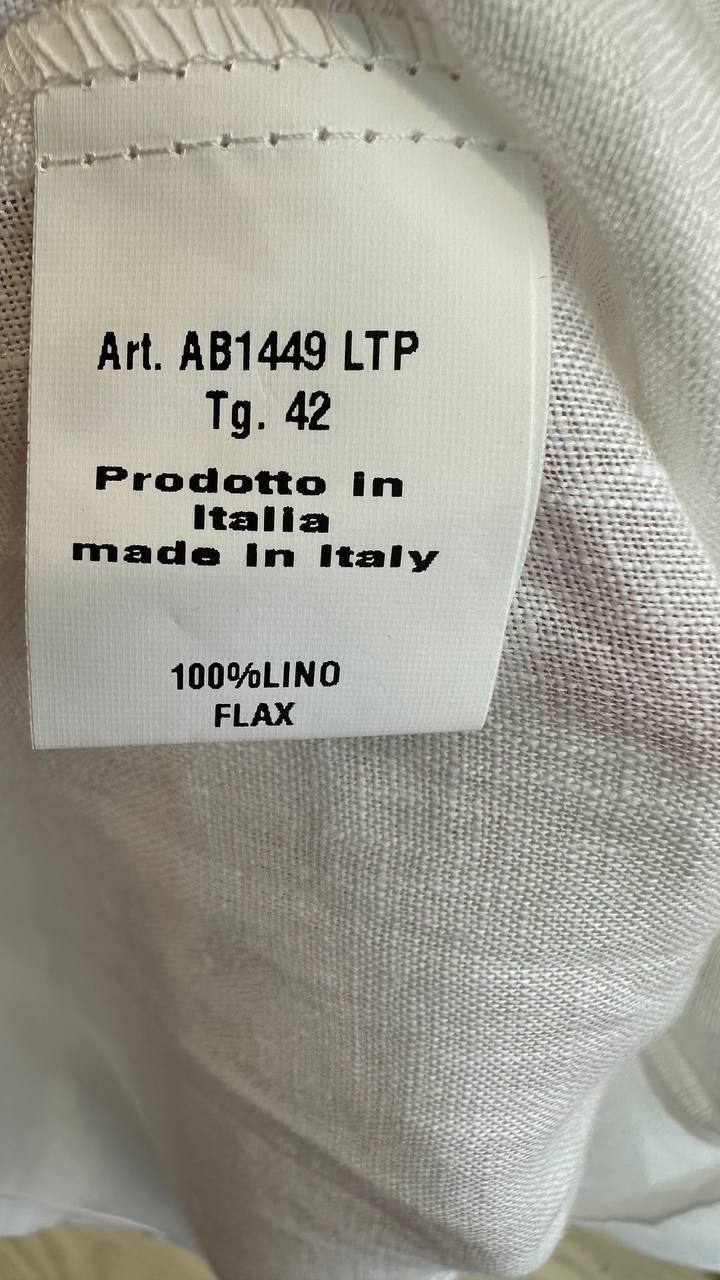 Art. AB1449 LTP
Tg. 42
Prodotto in
Italia
made in Italy
100%LINO
FLAX